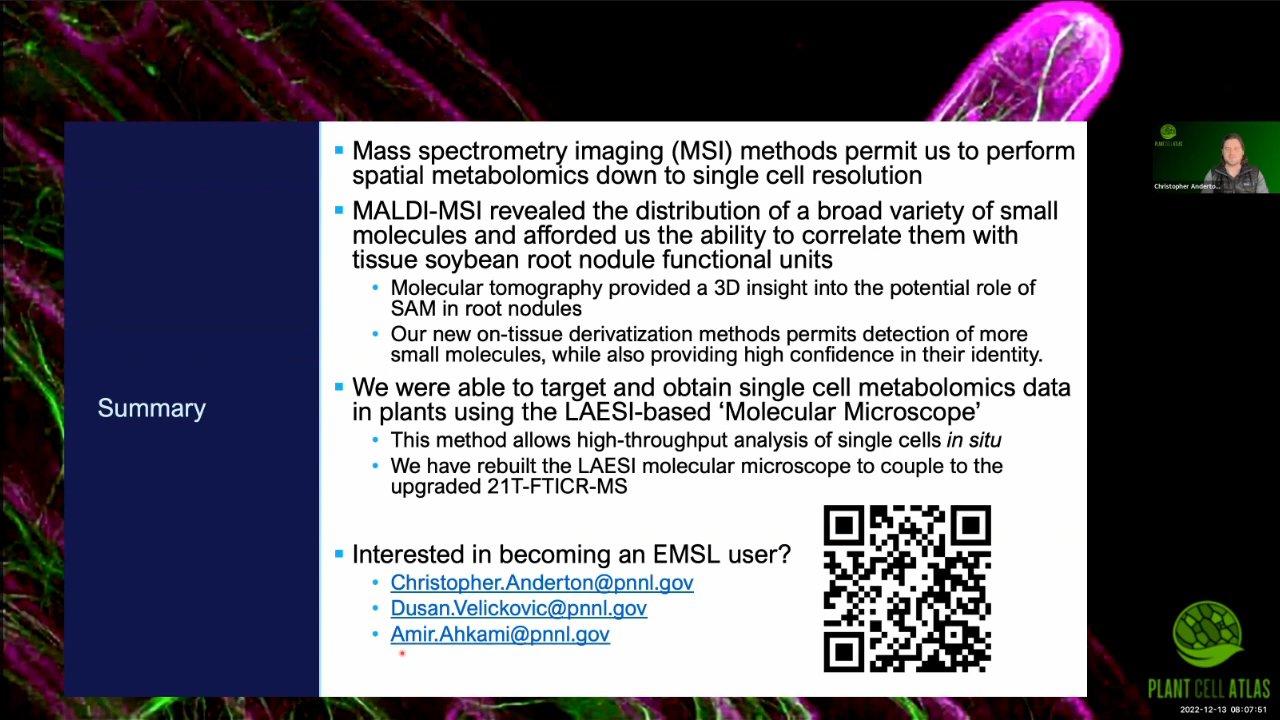 Mass spectrometry imaging (MSI) methods permit us to perform
spatial metabolomics down to single cell resolution
MALDI-MSI revealed the distribution of a broad variety of small
molecules and afforded us the ability to correlate them with
tissue soybean root nodule functional units
Molecular tomography provided a 3D insight into the potential role of
SAM in root nodules
Our new on-tissue derivatization methods permits detection of more
small molecules, while also providing high confidence in their identity.
Summary
We were able to target and obtain single cell metabolomics data
in plants using the LAESI-based ‘Molecular Microscope’
This method allows high-throughput analysis of single cells in situ
We have rebuilt the LAESI molecular microscope to couple to the
upgraded 21T-FTICR-MS
Interested in becoming an EMSL user?
Christopher.Anderton@pnnl.gov
Dusan.Velickovic@pnnl.gov
Amir.Ahkami@pnnl.gov
PLANT CELL ATLAS
Christopher Anderto...
PLANT CELL ATLAS
2022-12-13 08:07:51